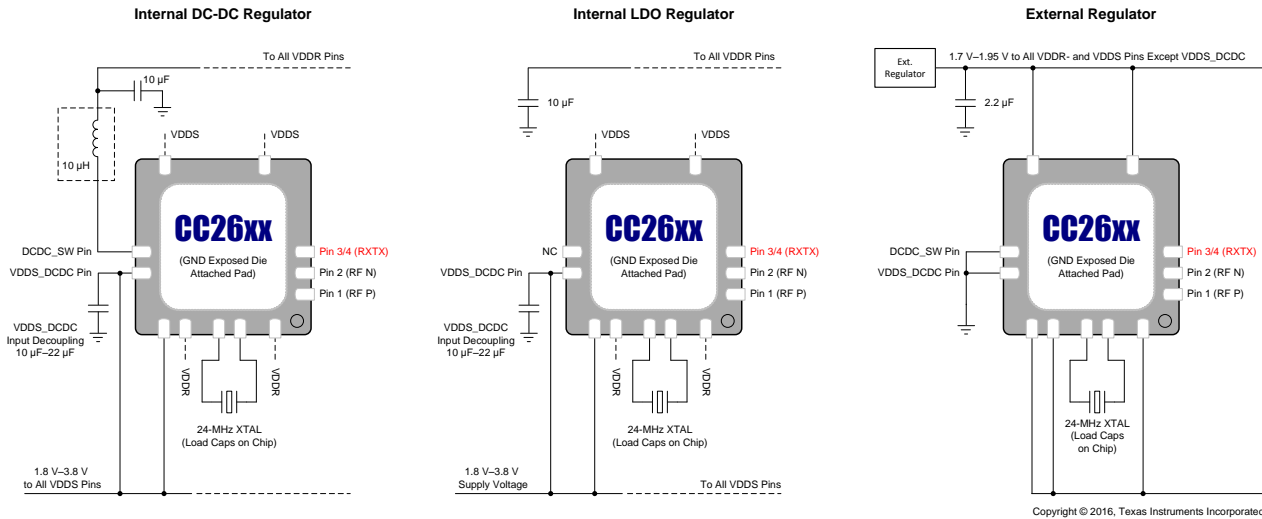 Internal DC-DC Regulator
To All VDDR Pins
10 µF
10 µH
VDDS
VDDS
CC26xx
(GND Exposed Die
Attached Pad)
DCDC_SW Pin
VDDS_DCDC Pin
Pin 3/4 (RXTX)
Pin 2 (RF N)
Pin 1 (RF P)
VDDS_DCDC
Input Decoupling
10 µF–22 µF
VDDR
VDDR
24-MHz XTAL
(Load Caps on Chip)
1.8 V–3.8 V
to All VDDS Pins
Internal LDO Regulator
To All VDDR Pins
10 µF
VDDS
VDDS
CC26xx
(GND Exposed Die
Attached Pad)
NC
VDDS_DCDC Pin
Pin 3/4 (RXTX)
Pin 2 (RF N)
Pin 1 (RF P)
VDDS_DCDC
Input Decoupling
10 µF–22 µF
VDDR
VDDR
24-MHz XTAL
(Load Caps on Chip)
1.8 V–3.8 V
Supply Voltage
To All VDDS Pins
External Regulator
Ext.
Regulator
1.7 V–1.95 V to All VDDR- and VDDS Pins Except VDDS_DCDC
2.2 µF
CC26xx
(GND Exposed Die
Attached Pad)
DCDC_SW Pin
VDDS_DCDC Pin
Pin 3/4 (RXTX)
Pin 2 (RF N)
Pin 1 (RF P)
24-MHz XTAL
(Load Caps
on Chip)
Copyright © 2016, Texas Instruments Incorporated